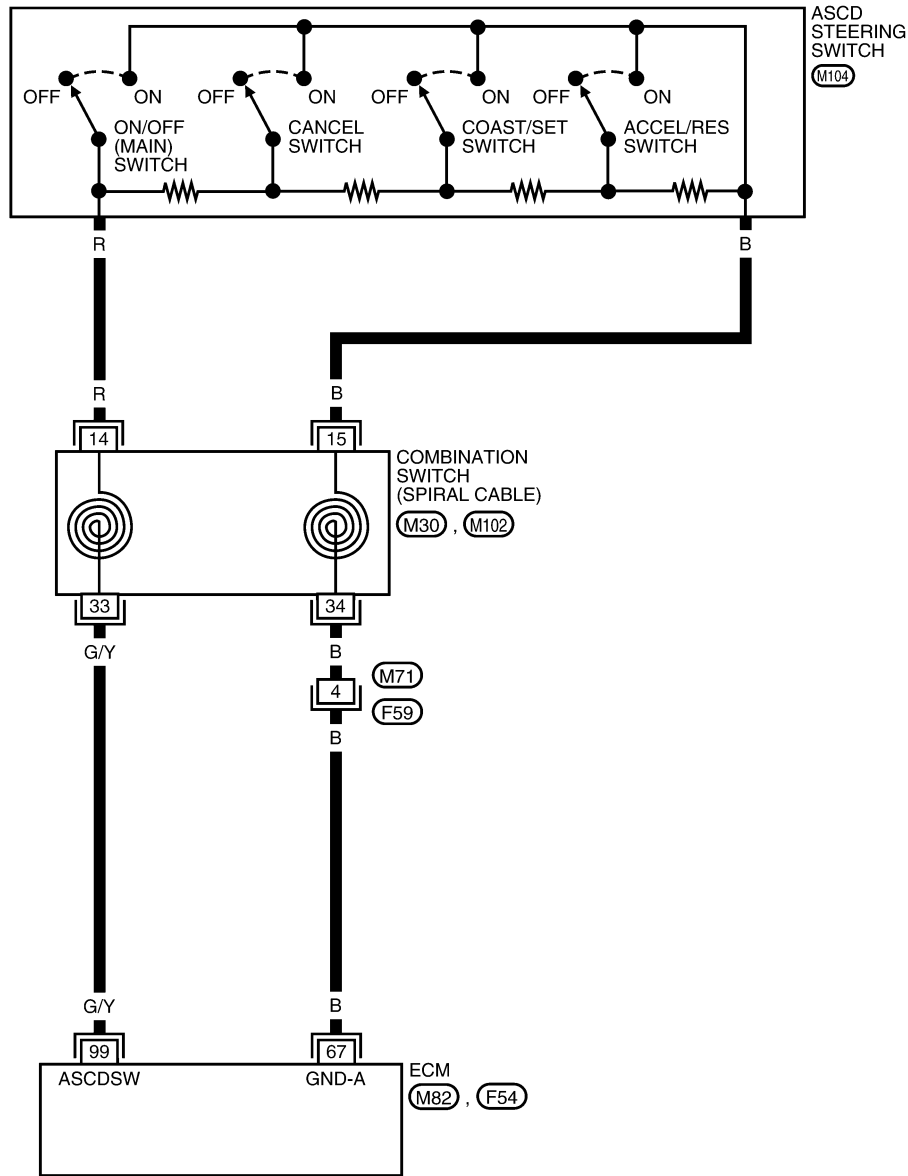 ASCD
STEERING
SWITCH
M104
OFF
ON
OFF
ON
OFF
ON
OFF
ON
ON/OFF
(MAIN)
SWITCH
CANCEL
SWITCH
COAST/SET
SWITCH
ACCEL/RES
SWITCH
R
B
R
B
14
15
COMBINATION
SWITCH
(SPIRAL CABLE)
M30 , M102
33
34
G/Y
B
M71
4
F59
B
G/Y
B
99
67
ASCDSW
GND-A
ECM
M82 , F54